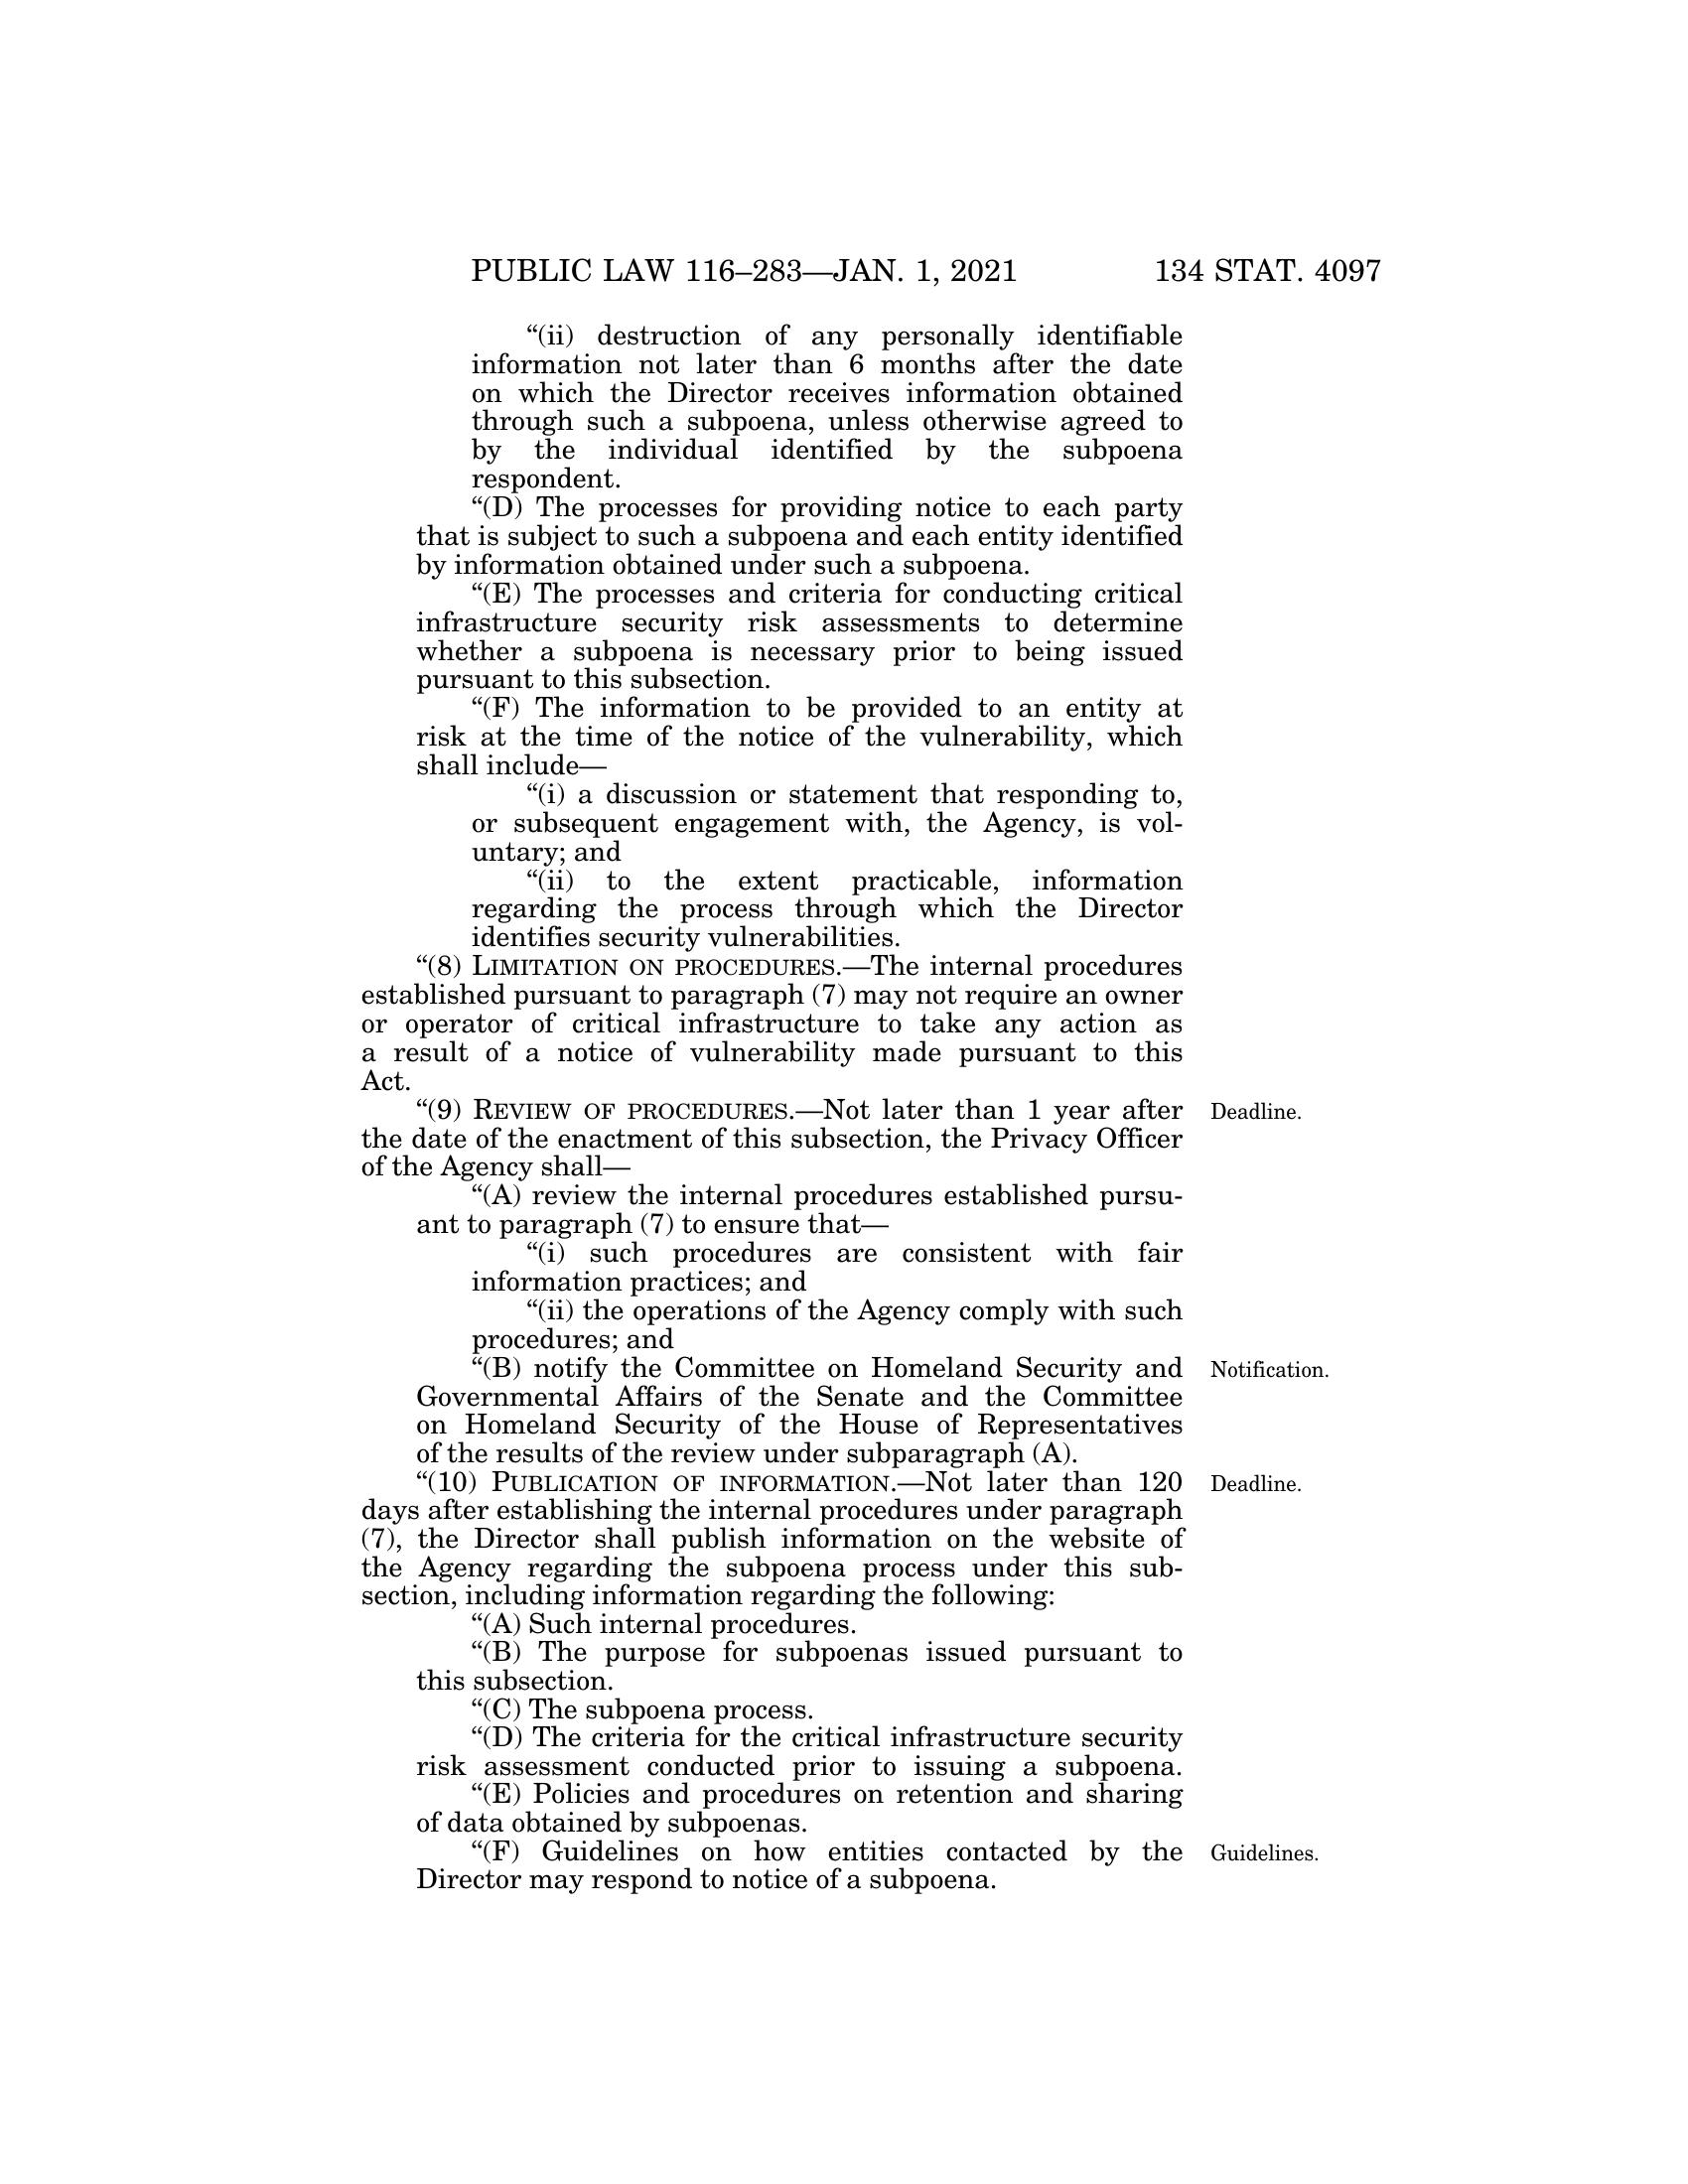 PUBLIC LAW 116–283—JAN. 1, 2021 134 STAT. 4097
“(ii) destruction of any personally identifiable
information not later than 6 months after the date
on which the Director receives information obtained
through such a subpoena, unless otherwise agreed to
by the individual identified by the subpoena
respondent.
“(D) The processes for providing notice to each party
that is subject to such a subpoena and each entity identified
by information obtained under such a subpoena.
“(E) The processes and criteria for conducting critical
infrastructure security risk assessments to determine
whether a subpoena is necessary prior to being issued
pursuant to this subsection.
“(F) The information to be provided to an entity at
risk at the time of the notice of the vulnerability, which
shall include—
“(i) a discussion or statement that responding to,
or subsequent engagement with, the Agency, is vol-
untary; and
“(ii) to the extent practicable, information
regarding the process through which the Director
identifies security vulnerabilities.
“(8) LIMITATION ON PROCEDURES.—The internal procedures
established pursuant to paragraph (7) may not require an owner
or operator of critical infrastructure to take any action as
a result of a notice of vulnerability made pursuant to this
Act.
“(9) REVIEW OF PROCEDURES.—Not later than 1 year after Deadline.
the date of the enactment of this subsection, the Privacy Officer
of the Agency shall—
“(A) review the internal procedures established pursu-
ant to paragraph (7) to ensure that—
“(i) such procedures are consistent with fair
information practices; and
“(ii) the operations of the Agency comply with such
procedures; and
“(B) notify the Committee on Homeland Security and Notification.
Governmental Affairs of the Senate and the Committee
on Homeland Security of the House of Representatives
of the results of the review under subparagraph (A).
“(10) PUBLICATION OF INFORMATION.—Not later than 120 Deadline.
days after establishing the internal procedures under paragraph
(7), the Director shall publish information on the website of
the Agency regarding the subpoena process under this sub-
section, including information regarding the following:
“(A) Such internal procedures.
“(B) The purpose for subpoenas issued pursuant to
this subsection.
“(C) The subpoena process.
“(D) The criteria for the critical infrastructure security
risk assessment conducted prior to issuing a subpoena.
“(E) Policies and procedures on retention and sharing
of data obtained by subpoenas.
“(F) Guidelines on how entities contacted by the Guidelines.
Director may respond to notice of a subpoena.